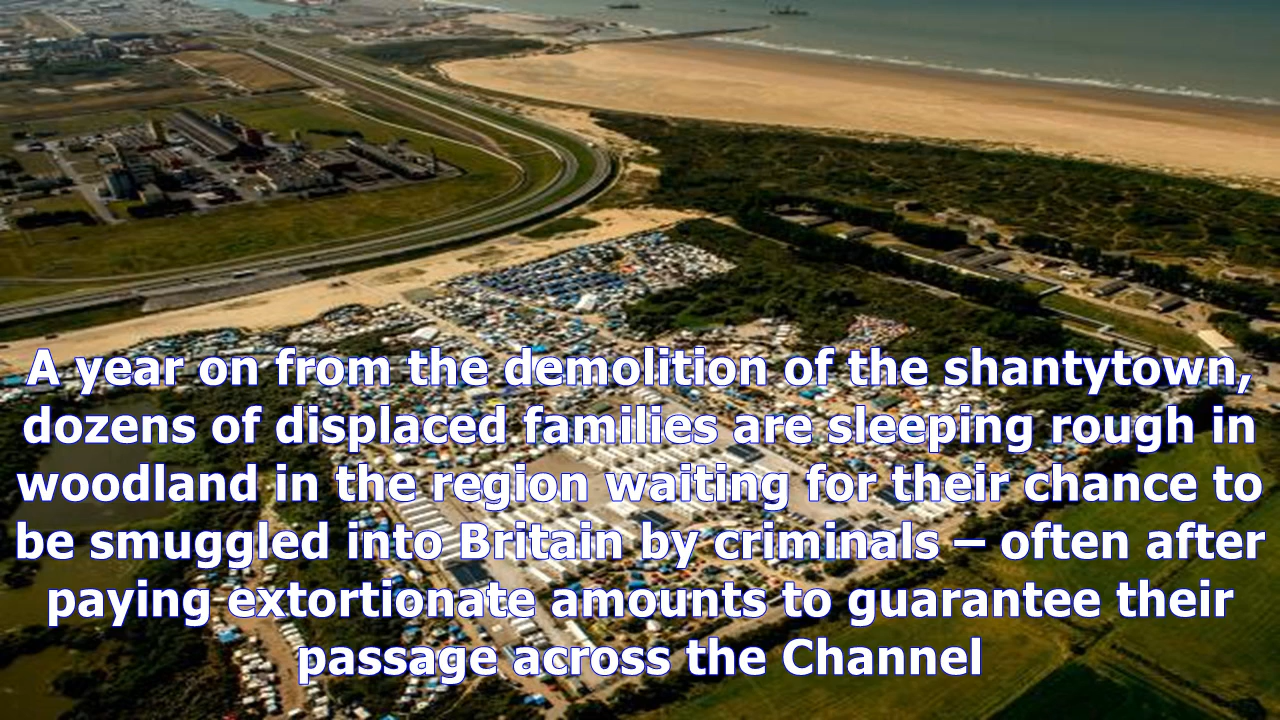 A year on from the demolition of the shantytown,
dozens of displaced families are sleeping rough in
woodland in the region waiting for their chance to
be smuggled into Britain by criminals – often after
paying extortionate amounts to guarantee their
passage across the Channel